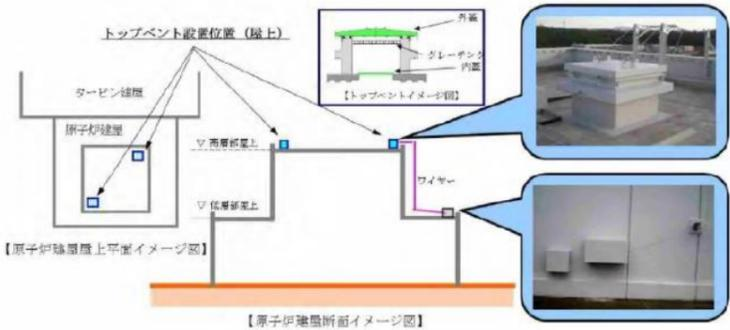 トップベント設置位置（屋上）
外蓋
グレーチング
内蓋
【トップベントイメージ図】
タービン建屋
原子炉建屋
▽ 高層部屋上
ワイヤー
▽ 低層部屋上
【原子炉建屋屋上平面イメージ図】
【原子炉建屋断面イメージ図】